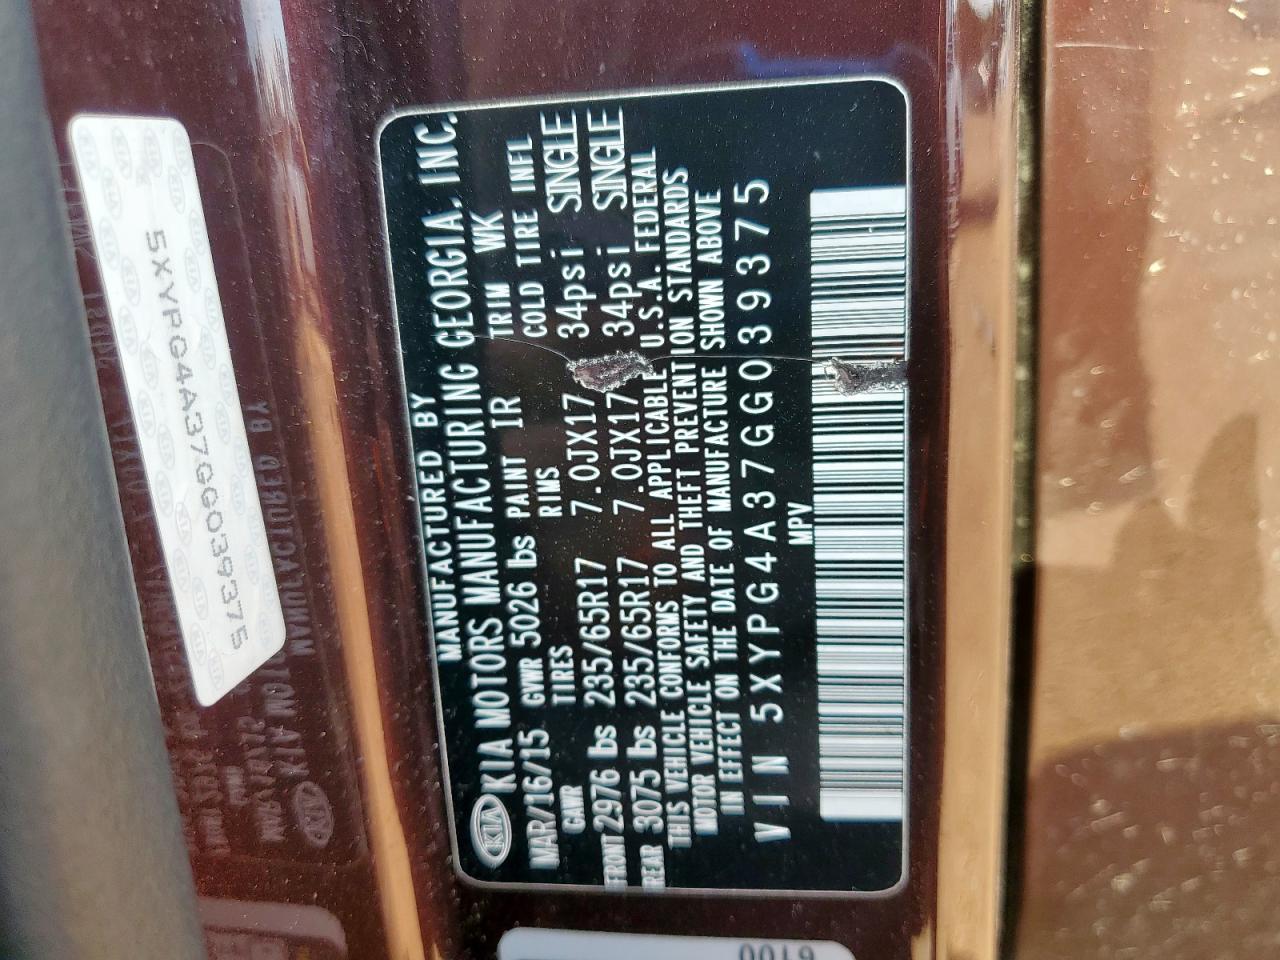 5XYPG4A37GG039375
MANUFACTURED BY
KIA KIA MOTORS MANUFACTURING GEORGIA, INC.
MAR/16/15 GVWR 5026 lbs PAINT IR TRIM WK
GAWR TIRES RIMS COLD TIRE INFL
FRONT 2976 lbs 235/65R17 7.0JX17 34psi SINGLE
REAR 3075 lbs 235/65R17 7.0JX17 34psi SINGLE
THIS VEHICLE CONFORMS TO ALL APPLICABLE U.S.A. FEDERAL
MOTOR VEHICLE SAFETY AND THEFT PREVENTION STANDARDS
IN EFFECT ON THE DATE OF MANUFACTURE SHOWN ABOVE
VIN 5XYPG4A37GG039375
MPV